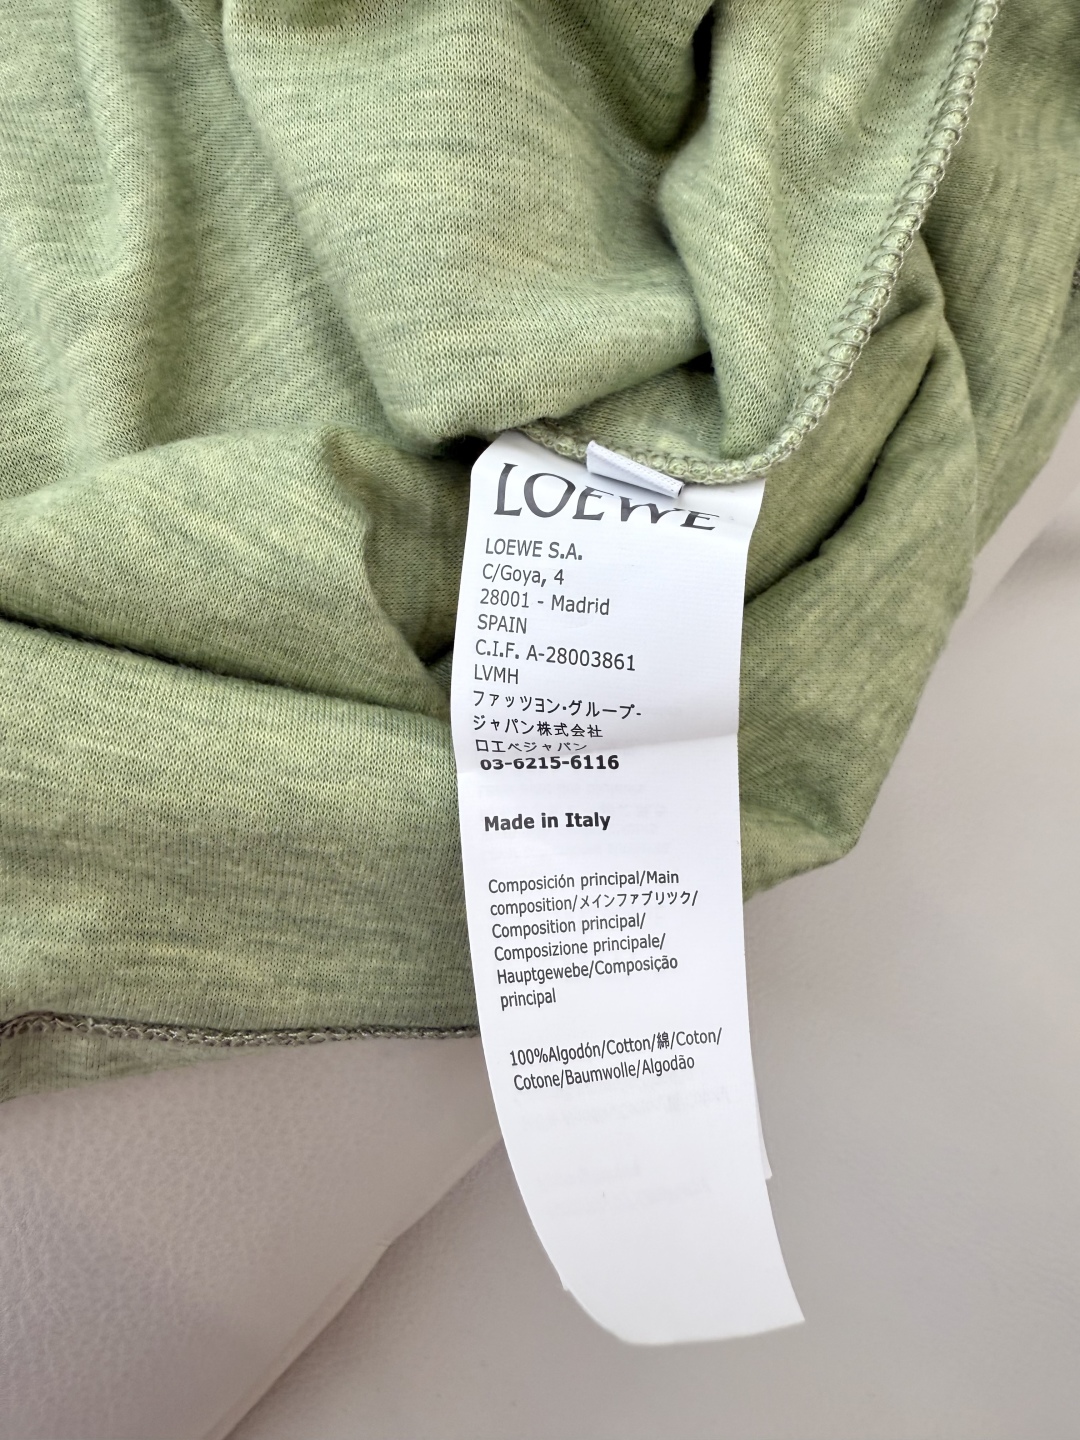 LOEWE
LOEWE S.A.
C/Goya, 4
28001 - Madrid
SPAIN
C.I.F. A-28003861
LVMH
ファッツヨン·グループ-
ジャパン株式会社
ロエベジャパン
03-6215-6116
Made in Italy
Composición principal/Main
composition/メインファブリツク/
Composition principal/
Composizione principale/
Hauptgewebe/Composição
principal
100%Algodón/Cotton/綿/Coton/
Cotone/Baumwolle/Algodão